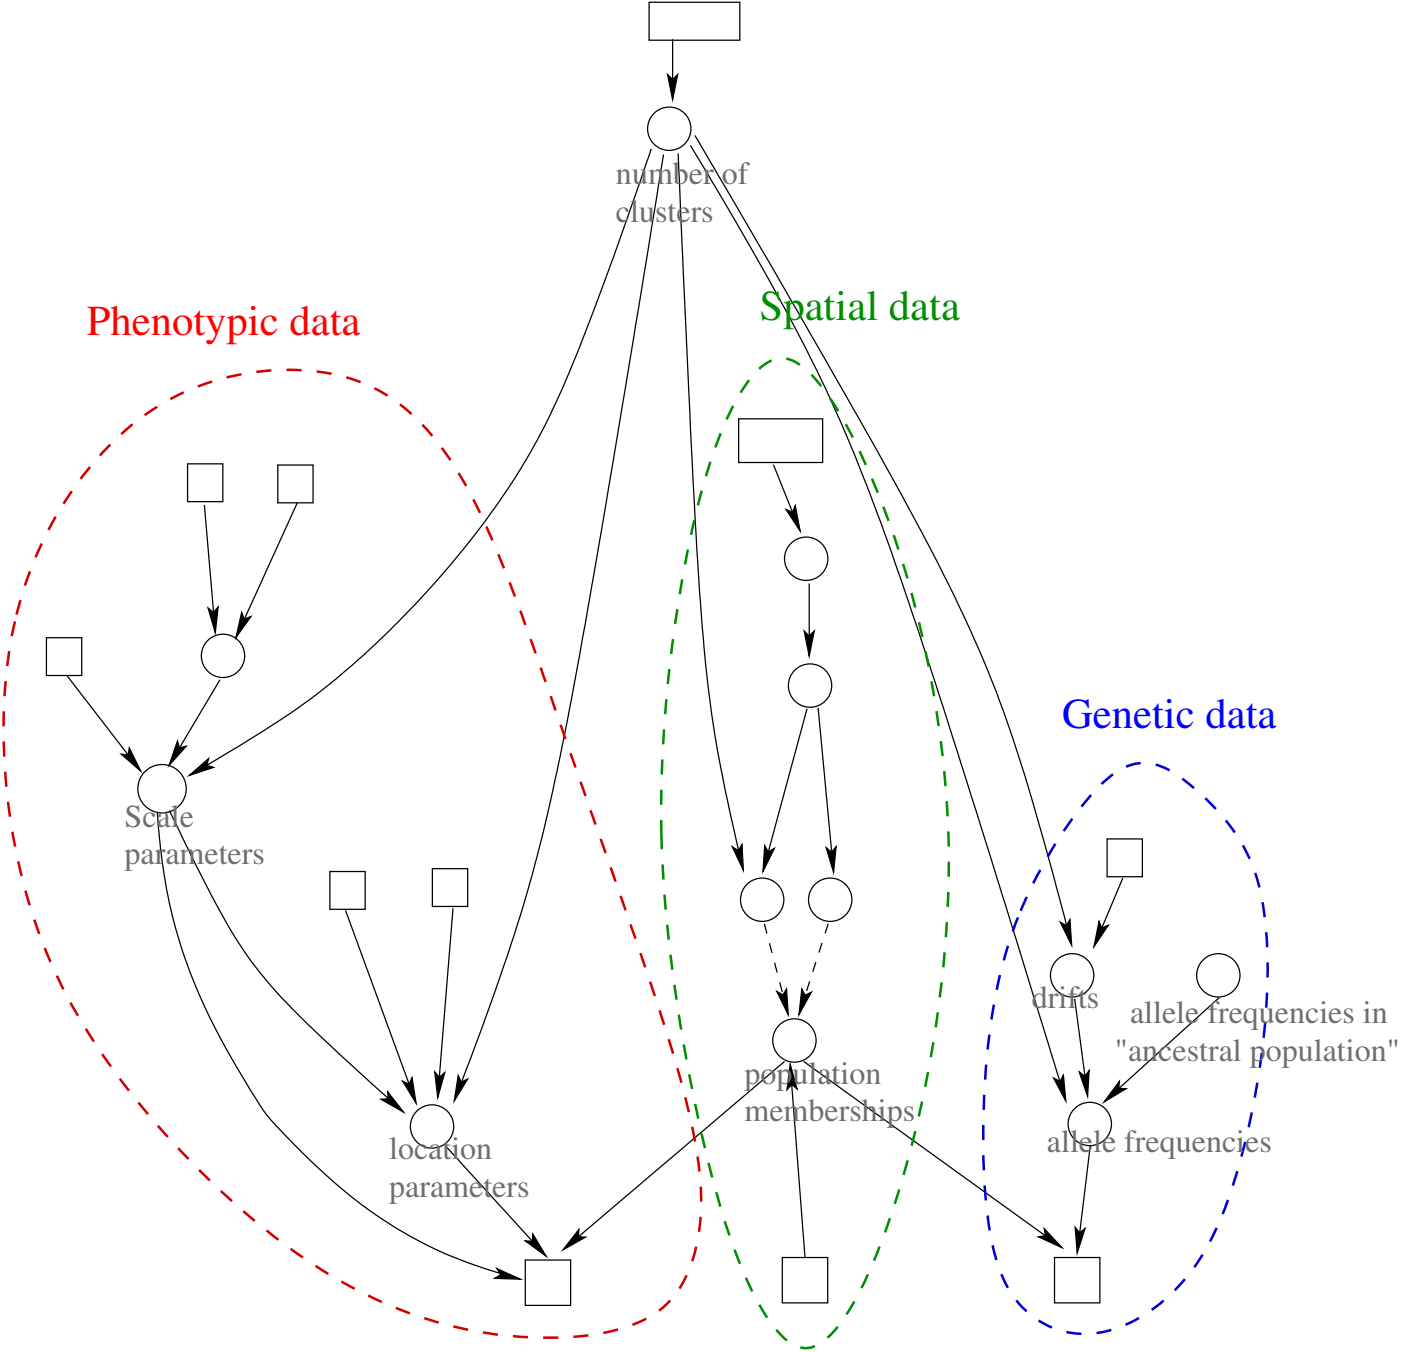 number of
clusters
Spatial data
Phenotypic data
Genetic data
Scale
parameters
drifts
allele frequencies in
"ancestral population"
population
memberships
allele frequencies
location
parameters